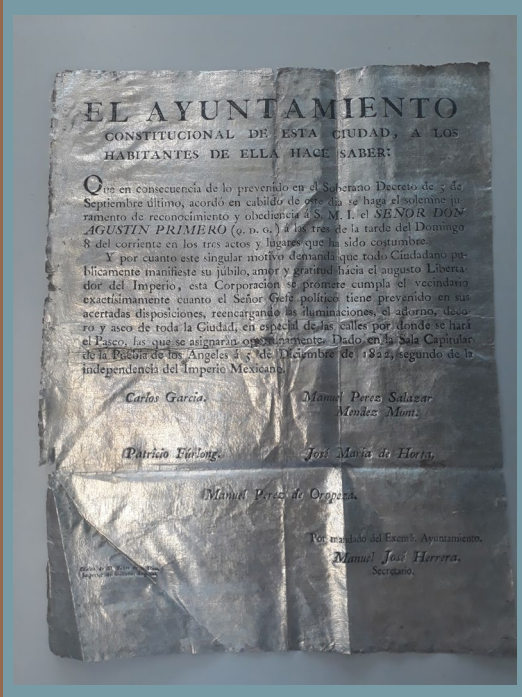 EL AYUNTAMIENTO
CONSTITUCIONAL DE ESTA CIUDAD, A LOS
HABITANTES DE ELLA HACE SABER:
Que en consecuencia de lo prevenido en el Soberano Decreto de 5 de
Septiembre último, acordó en cabildo de este dia se haga el solemne ju-
ramento de reconocimiento y obediencia á S. M. I. el SEÑOR DON
AGUSTIN PRIMERO (q. D. G.) á las tres de la tarde del Domingo
8 del corriente en los tres actos y lugares que ha sido costumbre.
Y por cuanto este singular motivo demanda que todo Ciudadano pu-
blicamente manifieste su júbilo, amor y gratitud hácia el augusto Liberta-
dor del Imperio, esta Corporacion se promete cumpla el vecindario
exactísimamente cuanto el Señor Gefe político tiene prevenido en sus
acertadas disposiciones, reencargando las iluminaciones, el adorno, deco-
ro y aseo de toda la Ciudad, en especial de las calles por donde se hará
el Paseo, las que se asignarán oportunamente. Dado en la Sala Capitular
de la Puebla de los Angeles á 5 de Diciembre de 1822, segundo de la
independencia del Imperio Mexicano.
Carlos García.
Manuel Perez Salazar
Mendez Mont.
Patricio Fúrlong.
José María de Horta.
Manuel Perez de Oropeza.
Por mandado del Excmô. Ayuntamiento.
Manuel José Herrera.
Secretario.